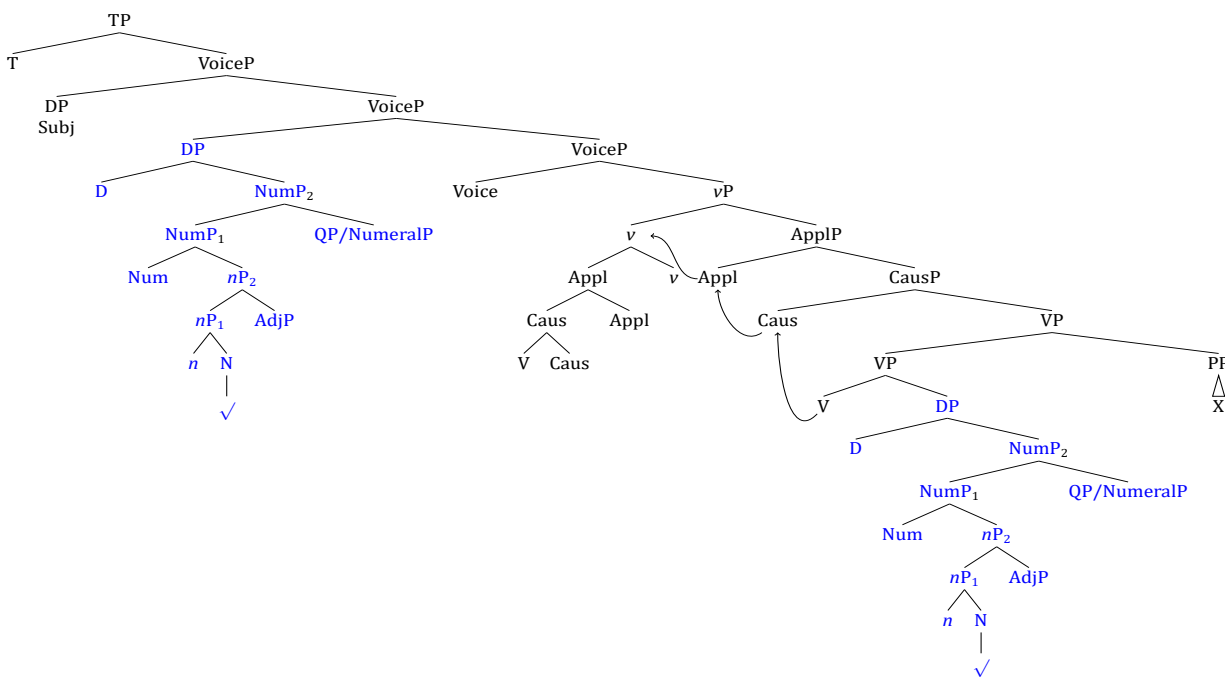 TP
T VoiceP
DP VoiceP
Subj
DP VoiceP
D NumP₂ Voice vP
NumP₁ QP/NumeralP v ApplP
Num nP₂ Appl v Appl CausP
nP₁ AdjP Caus Appl Caus VP
n N V Caus VP PP
√ V DP X
D NumP₂
NumP₁ QP/NumeralP
Num nP₂
nP₁ AdjP
n N
√